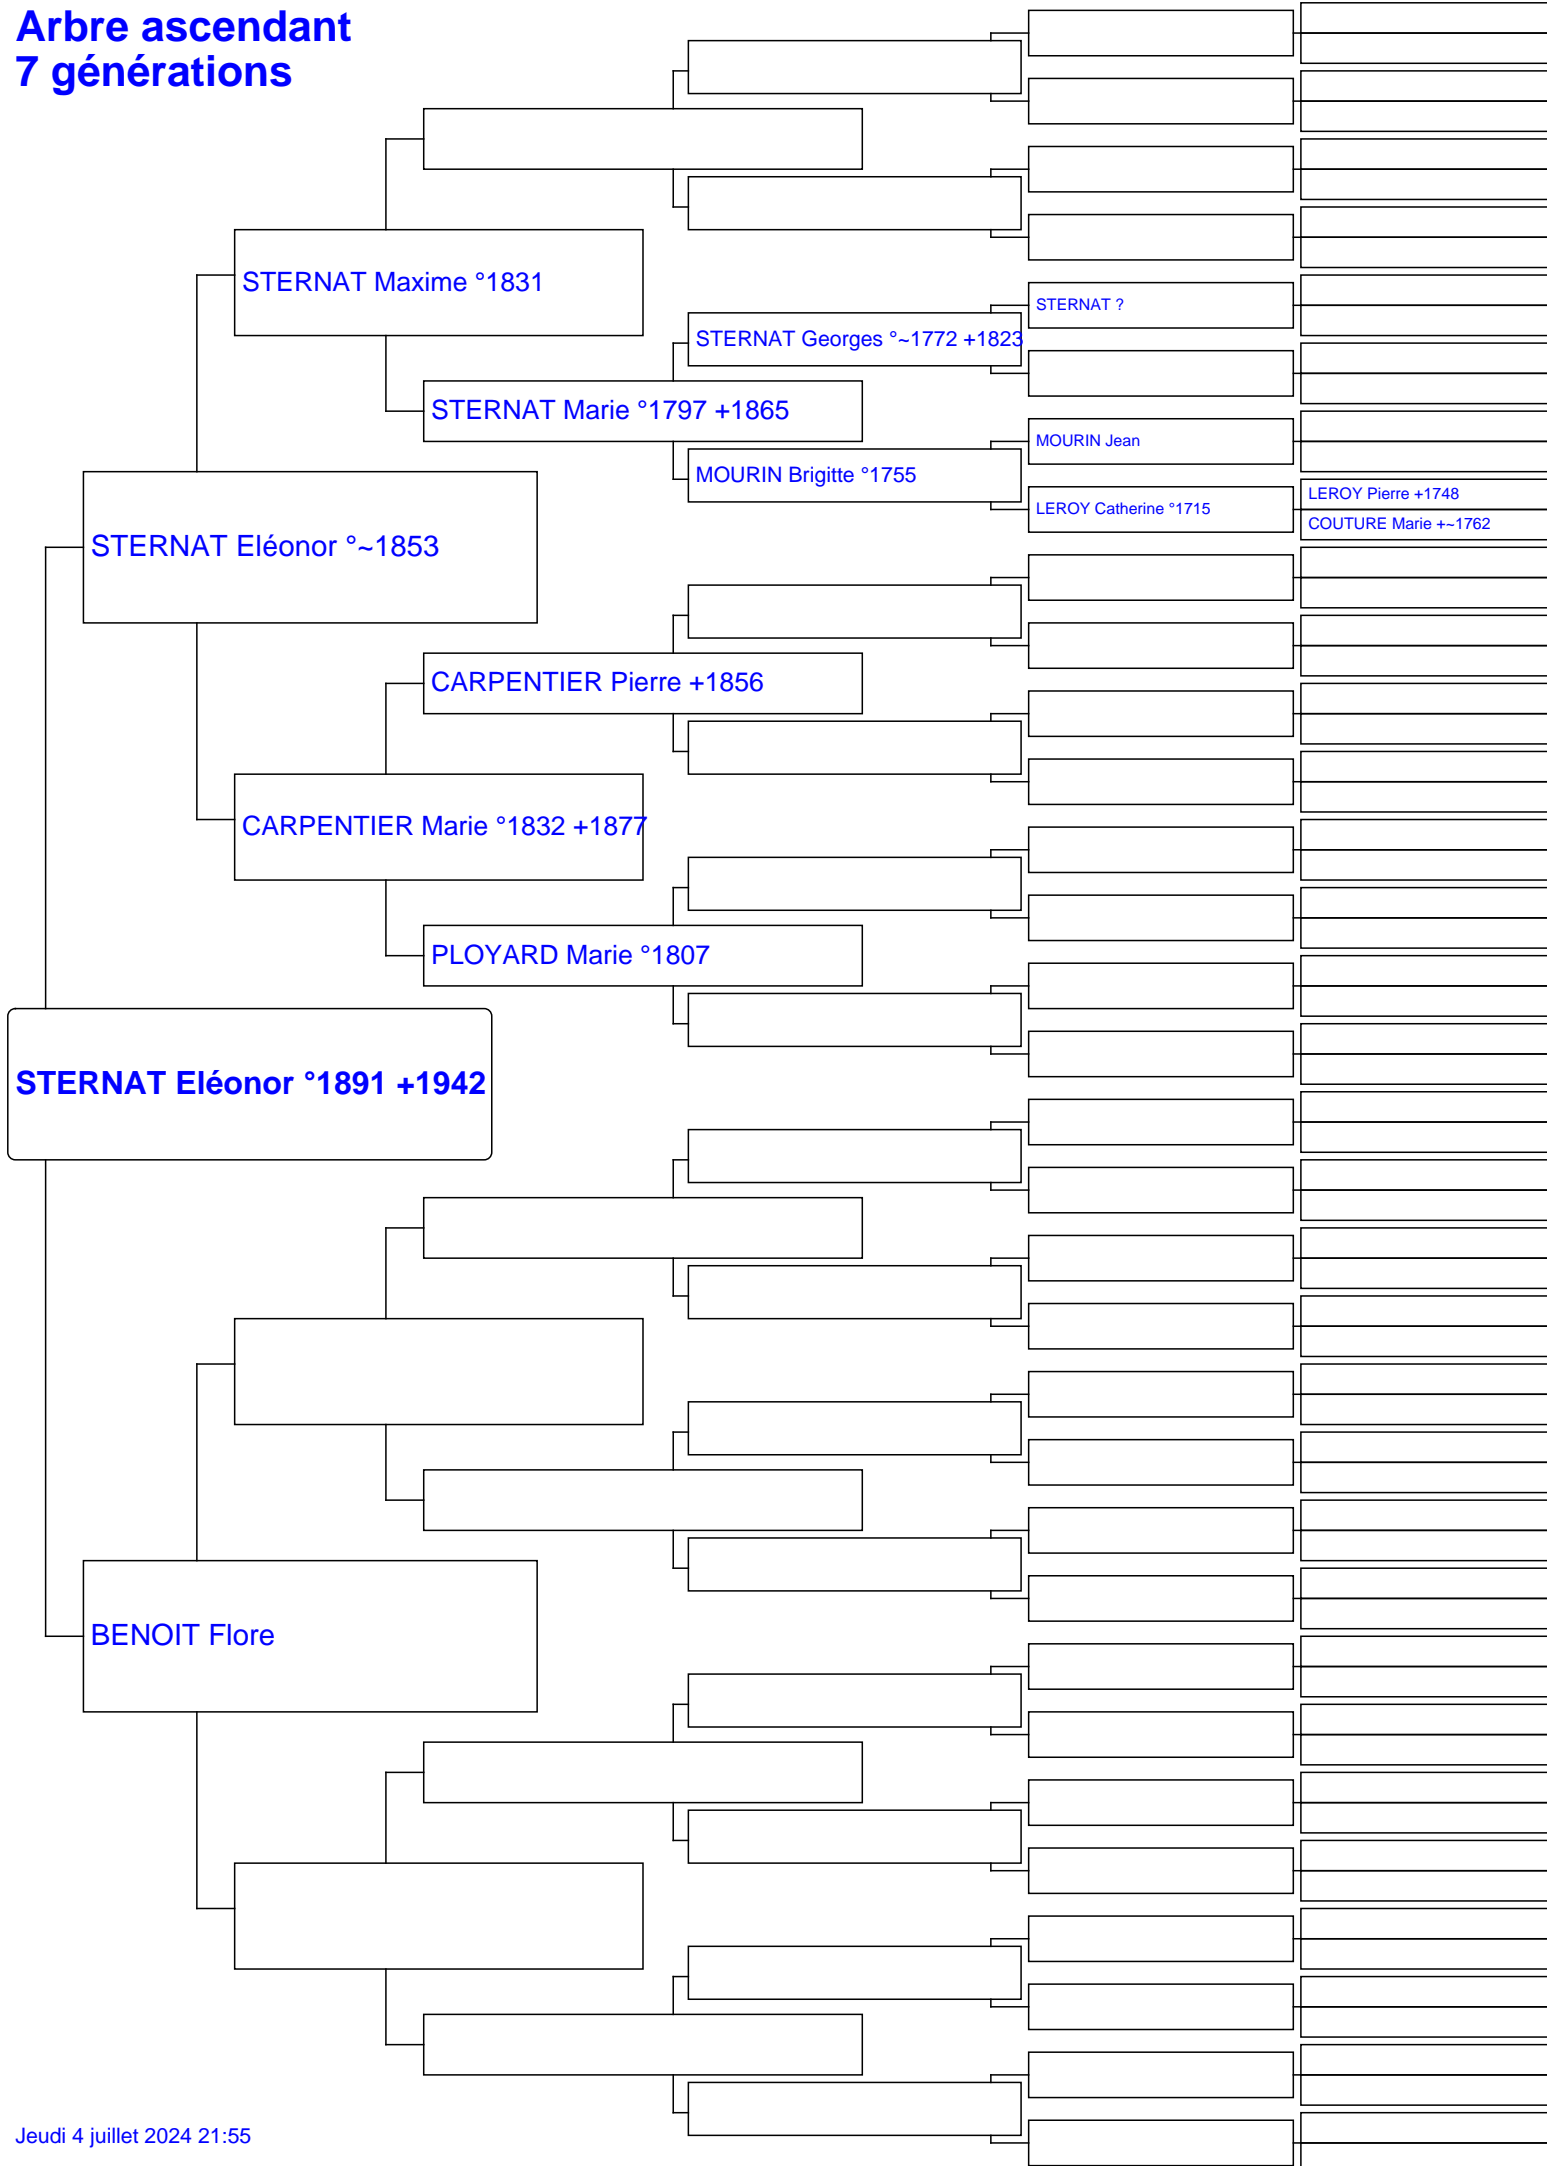 Arbre ascendant
7 générations
STERNAT Maxime °1831
STERNAT ?
STERNAT Georges °~1772 +1823
STERNAT Marie °1797 +1865
MOURIN Jean
MOURIN Brigitte °1755
LEROY Catherine °1715
LEROY Pierre +1748
COUTURE Marie +~1762
STERNAT Eléonor °~1853
CARPENTIER Pierre +1856
CARPENTIER Marie °1832 +1877
PLOYARD Marie °1807
STERNAT Eléonor °1891 +1942
BENOIT Flore
Jeudi 4 juillet 2024 21:55